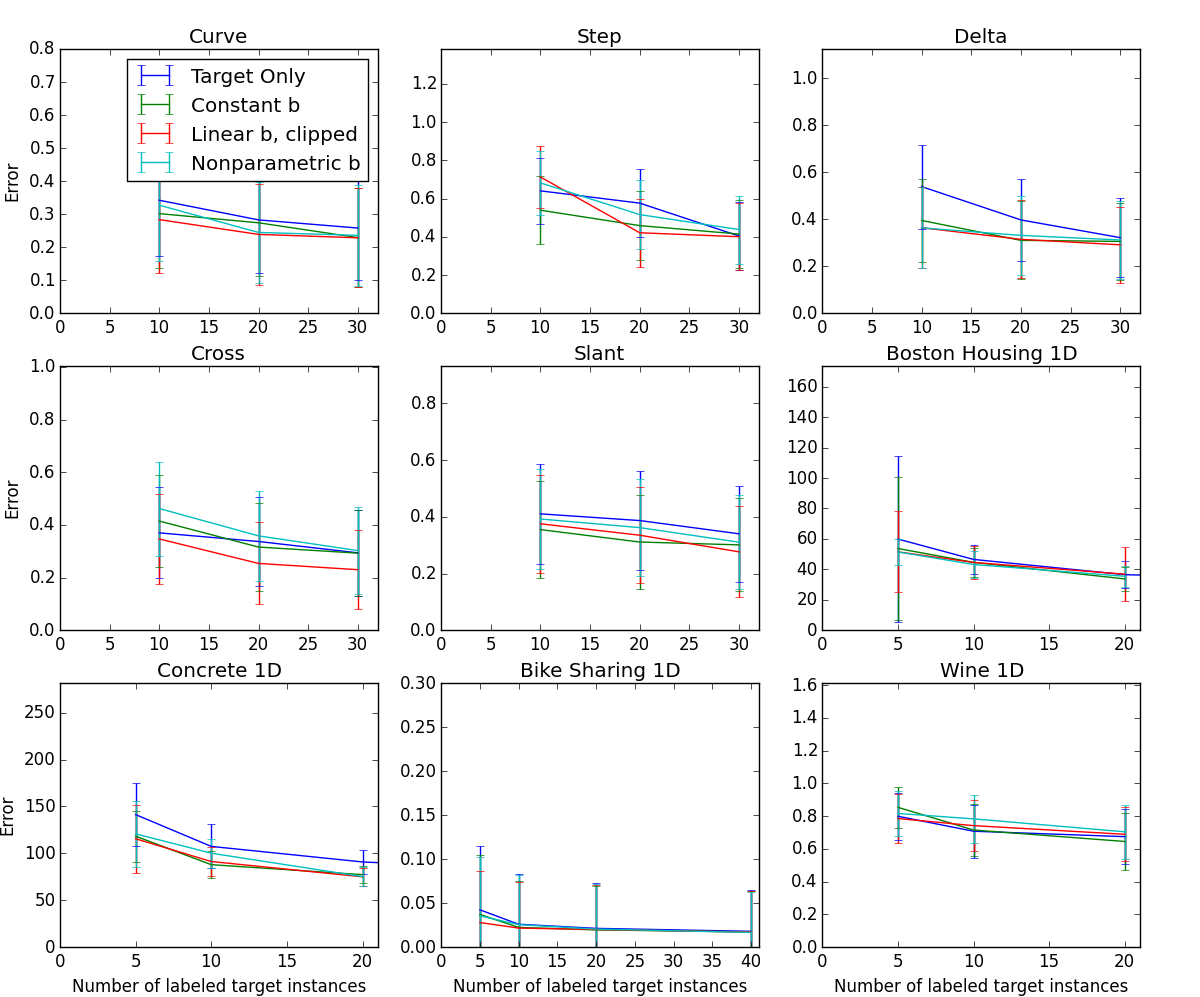 Curve
Step
Delta
0.8
0.7
0.6
0.5
0.4
0.3
0.2
0.1
0.0
Error
Target Only
Constant b
Linear b, clipped
Nonparametric b
0 5 10 15 20 25 30
1.2
1.0
0.8
0.6
0.4
0.2
0.0
0 5 10 15 20 25 30
1.0
0.8
0.6
0.4
0.2
0.0
0 5 10 15 20 25 30
Cross
Slant
Boston Housing 1D
1.0
0.8
0.6
0.4
0.2
0.0
Error
0 5 10 15 20 25 30
0.8
0.6
0.4
0.2
0.0
0 5 10 15 20 25 30
160
140
120
100
80
60
40
20
0
0 5 10 15 20
Concrete 1D
Bike Sharing 1D
Wine 1D
250
200
150
100
50
0
Error
0 5 10 15 20
Number of labeled target instances
0.30
0.25
0.20
0.15
0.10
0.05
0.00
0 5 10 15 20 25 30 35 40
Number of labeled target instances
1.6
1.4
1.2
1.0
0.8
0.6
0.4
0.2
0.0
0 5 10 15 20
Number of labeled target instances